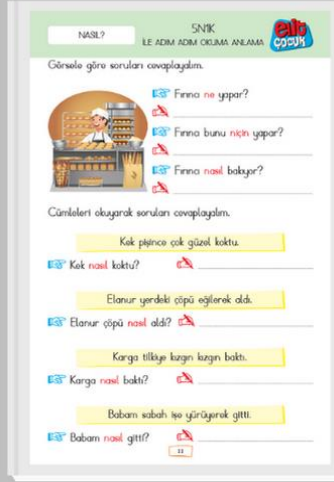 NASIL?
5N1K
İLE ADIM ADIM OKUMA ANLAMA
ÇOCUK
Görsele göre soruları cevaplayalım.
Fırıncı ne yapar?
Fırıncı bunu niçin yapar?
Fırıncı nasıl bakıyor?
Cümleleri okuyarak soruları cevaplayalım.
Kek pişince çok güzel koktu.
Kek nasıl koktu?
Elanur yerdeki çöpü eğilerek aldı.
Elanur çöpü nasıl aldı?
Karga tilkiye kızgın kızgın baktı.
Karga nasıl baktı?
Babam sabah işe yürüyerek gitti.
Babam nasıl gitti?